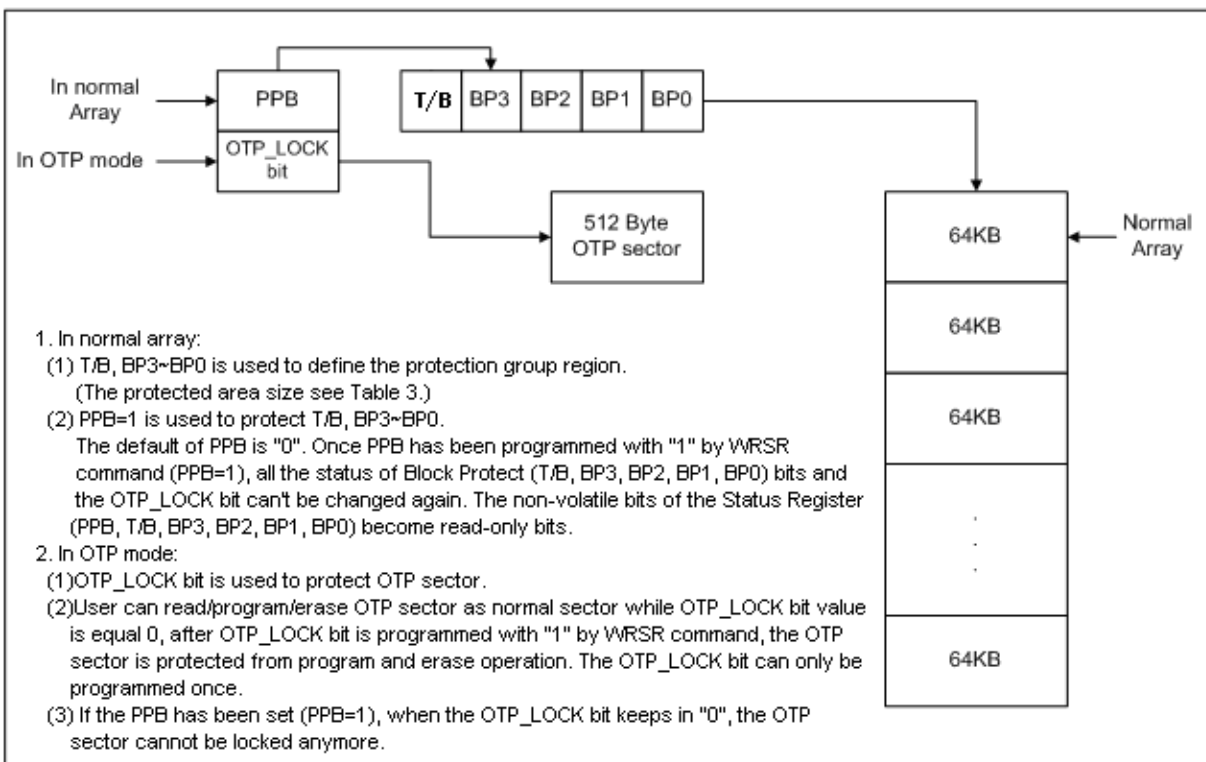 In normal
Array
PPB
T/B BP3 BP2 BP1 BP0
In OTP mode
OTP_LOCK
bit
512 Byte
OTP sector
64KB
Normal
Array
64KB
64KB
.
.
.
64KB
1. In normal array:
(1) T/B, BP3~BP0 is used to define the protection group region.
(The protected area size see Table 3.)
(2) PPB=1 is used to protect T/B, BP3~BP0.
The default of PPB is "0". Once PPB has been programmed with "1" by WRSR
command (PPB=1), all the status of Block Protect (T/B, BP3, BP2, BP1, BP0) bits and
the OTP_LOCK bit can't be changed again. The non-volatile bits of the Status Register
(PPB, T/B, BP3, BP2, BP1, BP0) become read-only bits.
2. In OTP mode:
(1)OTP_LOCK bit is used to protect OTP sector.
(2)User can read/program/erase OTP sector as normal sector while OTP_LOCK bit value
is equal 0, after OTP_LOCK bit is programmed with "1" by WRSR command, the OTP
sector is protected from program and erase operation. The OTP_LOCK bit can only be
programmed once.
(3) If the PPB has been set (PPB=1), when the OTP_LOCK bit keeps in "0", the OTP
sector cannot be locked anymore.